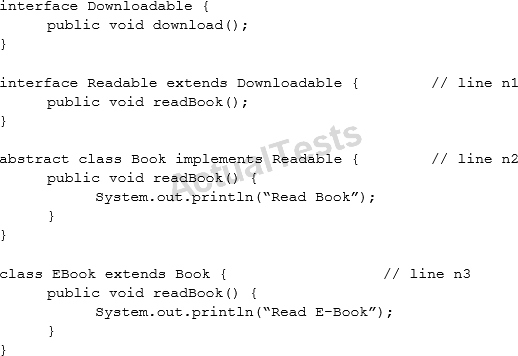 interface Downloadable {
public void download();
}
interface Readable extends Downloadable { // line n1
public void readBook();
}
abstract class Book implements Readable { // line n2
public void readBook() {
System.out.println(“Read Book”);
}
}
class EBook extends Book { // line n3
public void readBook() {
System.out.println(“Read E-Book”);
}
}
ActualTests